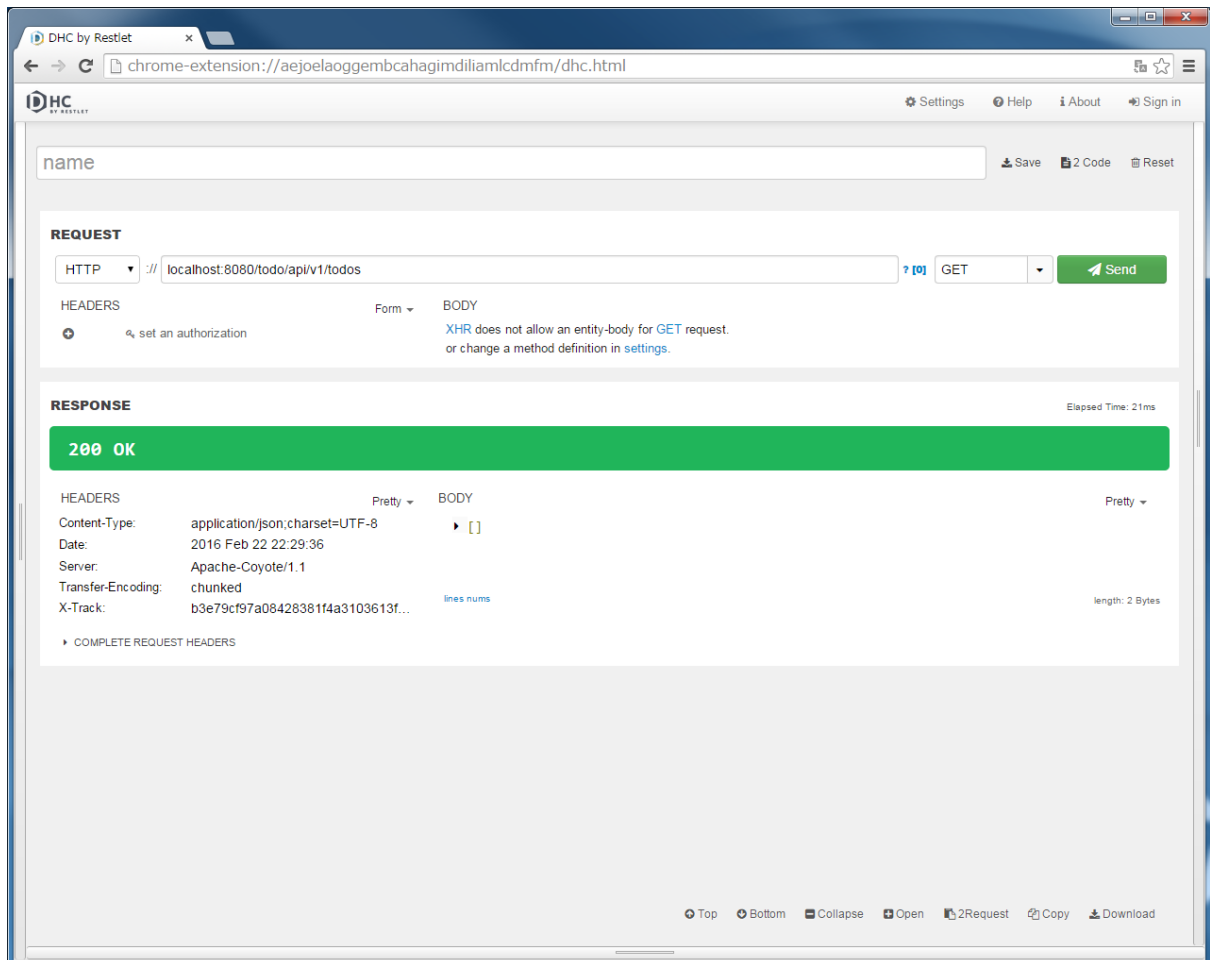 DHC by Restlet
chrome-extension://aejoelaoggembcahagimdiliamlcdmfm/dhc.html
DHC
BY RESTLET
Settings Help About Sign in
name
Save 2 Code Reset
REQUEST
HTTP :// localhost:8080/todo/api/v1/todos ? [0] GET Send
HEADERS Form BODY
set an authorization
XHR does not allow an entity-body for GET request.
or change a method definition in settings.
RESPONSE
Elapsed Time: 21ms
200 OK
HEADERS Pretty BODY Pretty
Content-Type: application/json;charset=UTF-8
[]
Date: 2016 Feb 22 22:29:36
Server: Apache-Coyote/1.1
Transfer-Encoding: chunked
X-Track: b3e79cf97a08428381f4a3103613f...
lines nums length: 2 Bytes
COMPLETE REQUEST HEADERS
Top Bottom Collapse Open 2Request Copy Download